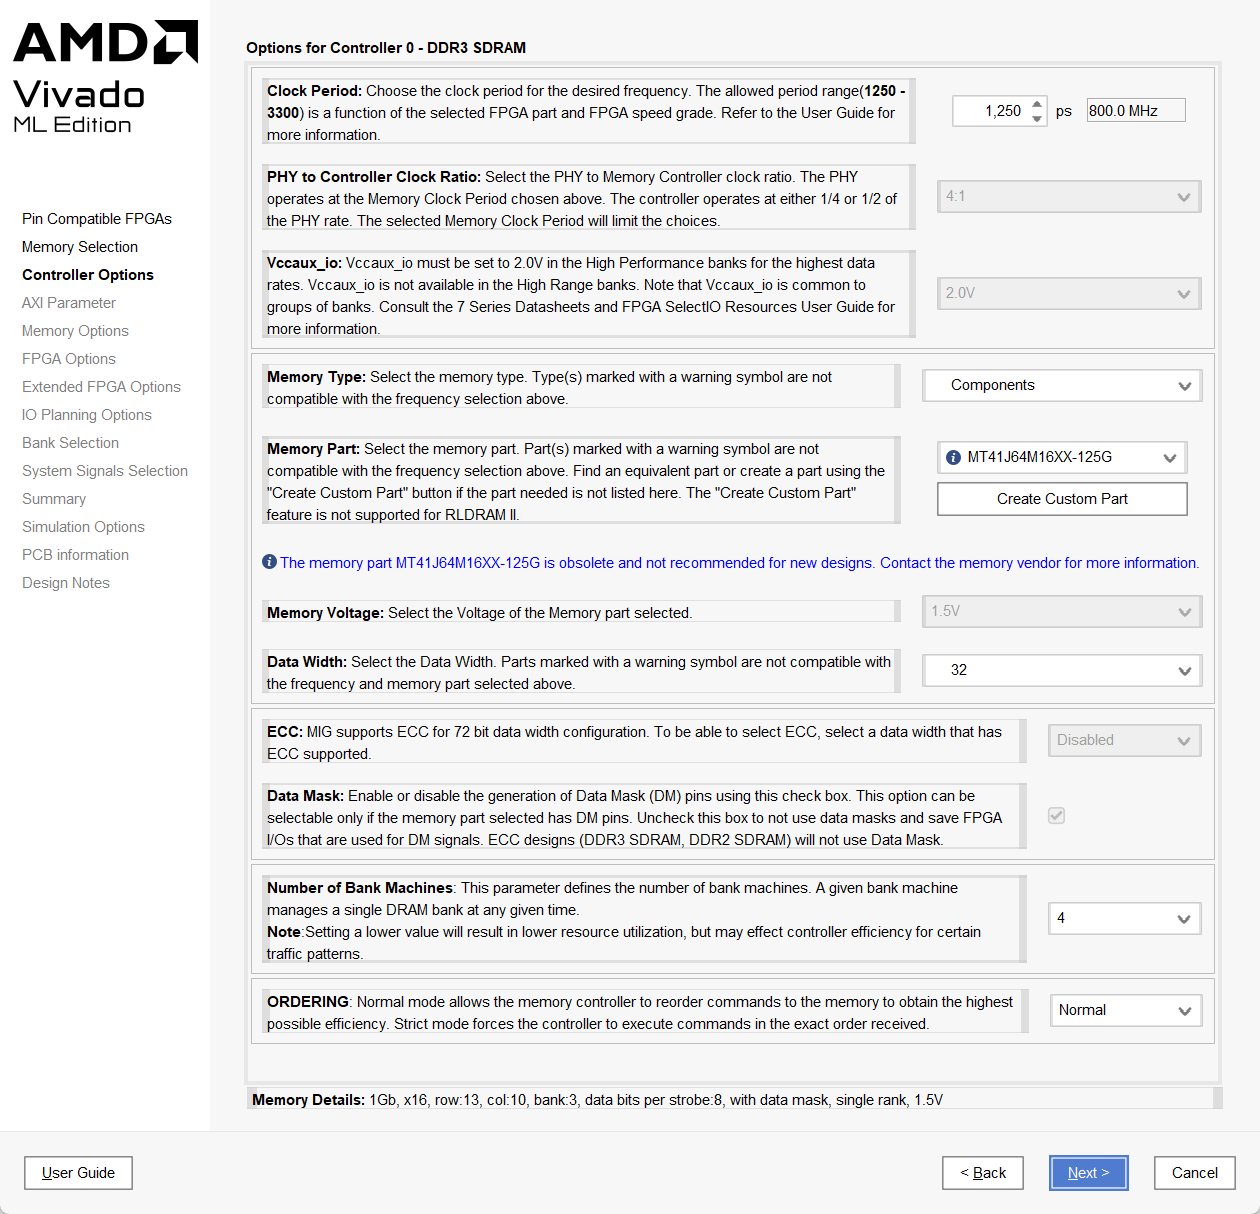 AMD
Vivado
ML Edition
Pin Compatible FPGAs
Memory Selection
Controller Options
AXI Parameter
Memory Options
FPGA Options
Extended FPGA Options
IO Planning Options
Bank Selection
System Signals Selection
Summary
Simulation Options
PCB information
Design Notes
Options for Controller 0 - DDR3 SDRAM
Clock Period: Choose the clock period for the desired frequency. The allowed period range(1250 -
3300) is a function of the selected FPGA part and FPGA speed grade. Refer to the User Guide for
more information.
1,250 ps 800.0 MHz
PHY to Controller Clock Ratio: Select the PHY to Memory Controller clock ratio. The PHY
operates at the Memory Clock Period chosen above. The controller operates at either 1/4 or 1/2 of
the PHY rate. The selected Memory Clock Period will limit the choices.
4:1
Vccaux_io: Vccaux_io must be set to 2.0V in the High Performance banks for the highest data
rates. Vccaux_io is not available in the High Range banks. Note that Vccaux_io is common to
groups of banks. Consult the 7 Series Datasheets and FPGA SelectIO Resources User Guide for
more information.
2.0V
Memory Type: Select the memory type. Type(s) marked with a warning symbol are not
compatible with the frequency selection above.
Components
Memory Part: Select the memory part. Part(s) marked with a warning symbol are not
compatible with the frequency selection above. Find an equivalent part or create a part using the
"Create Custom Part" button if the part needed is not listed here. The "Create Custom Part"
feature is not supported for RLDRAM II.
MT41J64M16XX-125G
Create Custom Part
The memory part MT41J64M16XX-125G is obsolete and not recommended for new designs. Contact the memory vendor for more information.
Memory Voltage: Select the Voltage of the Memory part selected.
1.5V
Data Width: Select the Data Width. Parts marked with a warning symbol are not compatible with
the frequency and memory part selected above.
32
ECC: MIG supports ECC for 72 bit data width configuration. To be able to select ECC, select a data width that has
ECC supported.
Disabled
Data Mask: Enable or disable the generation of Data Mask (DM) pins using this check box. This option can be
selectable only if the memory part selected has DM pins. Uncheck this box to not use data masks and save FPGA
I/Os that are used for DM signals. ECC designs (DDR3 SDRAM, DDR2 SDRAM) will not use Data Mask.
Number of Bank Machines: This parameter defines the number of bank machines. A given bank machine
manages a single DRAM bank at any given time.
Note:Setting a lower value will result in lower resource utilization, but may effect controller efficiency for certain
traffic patterns.
4
ORDERING: Normal mode allows the memory controller to reorder commands to the memory to obtain the highest
possible efficiency. Strict mode forces the controller to execute commands in the exact order received.
Normal
Memory Details: 1Gb, x16, row:13, col:10, bank:3, data bits per strobe:8, with data mask, single rank, 1.5V
User Guide
< Back
Next >
Cancel